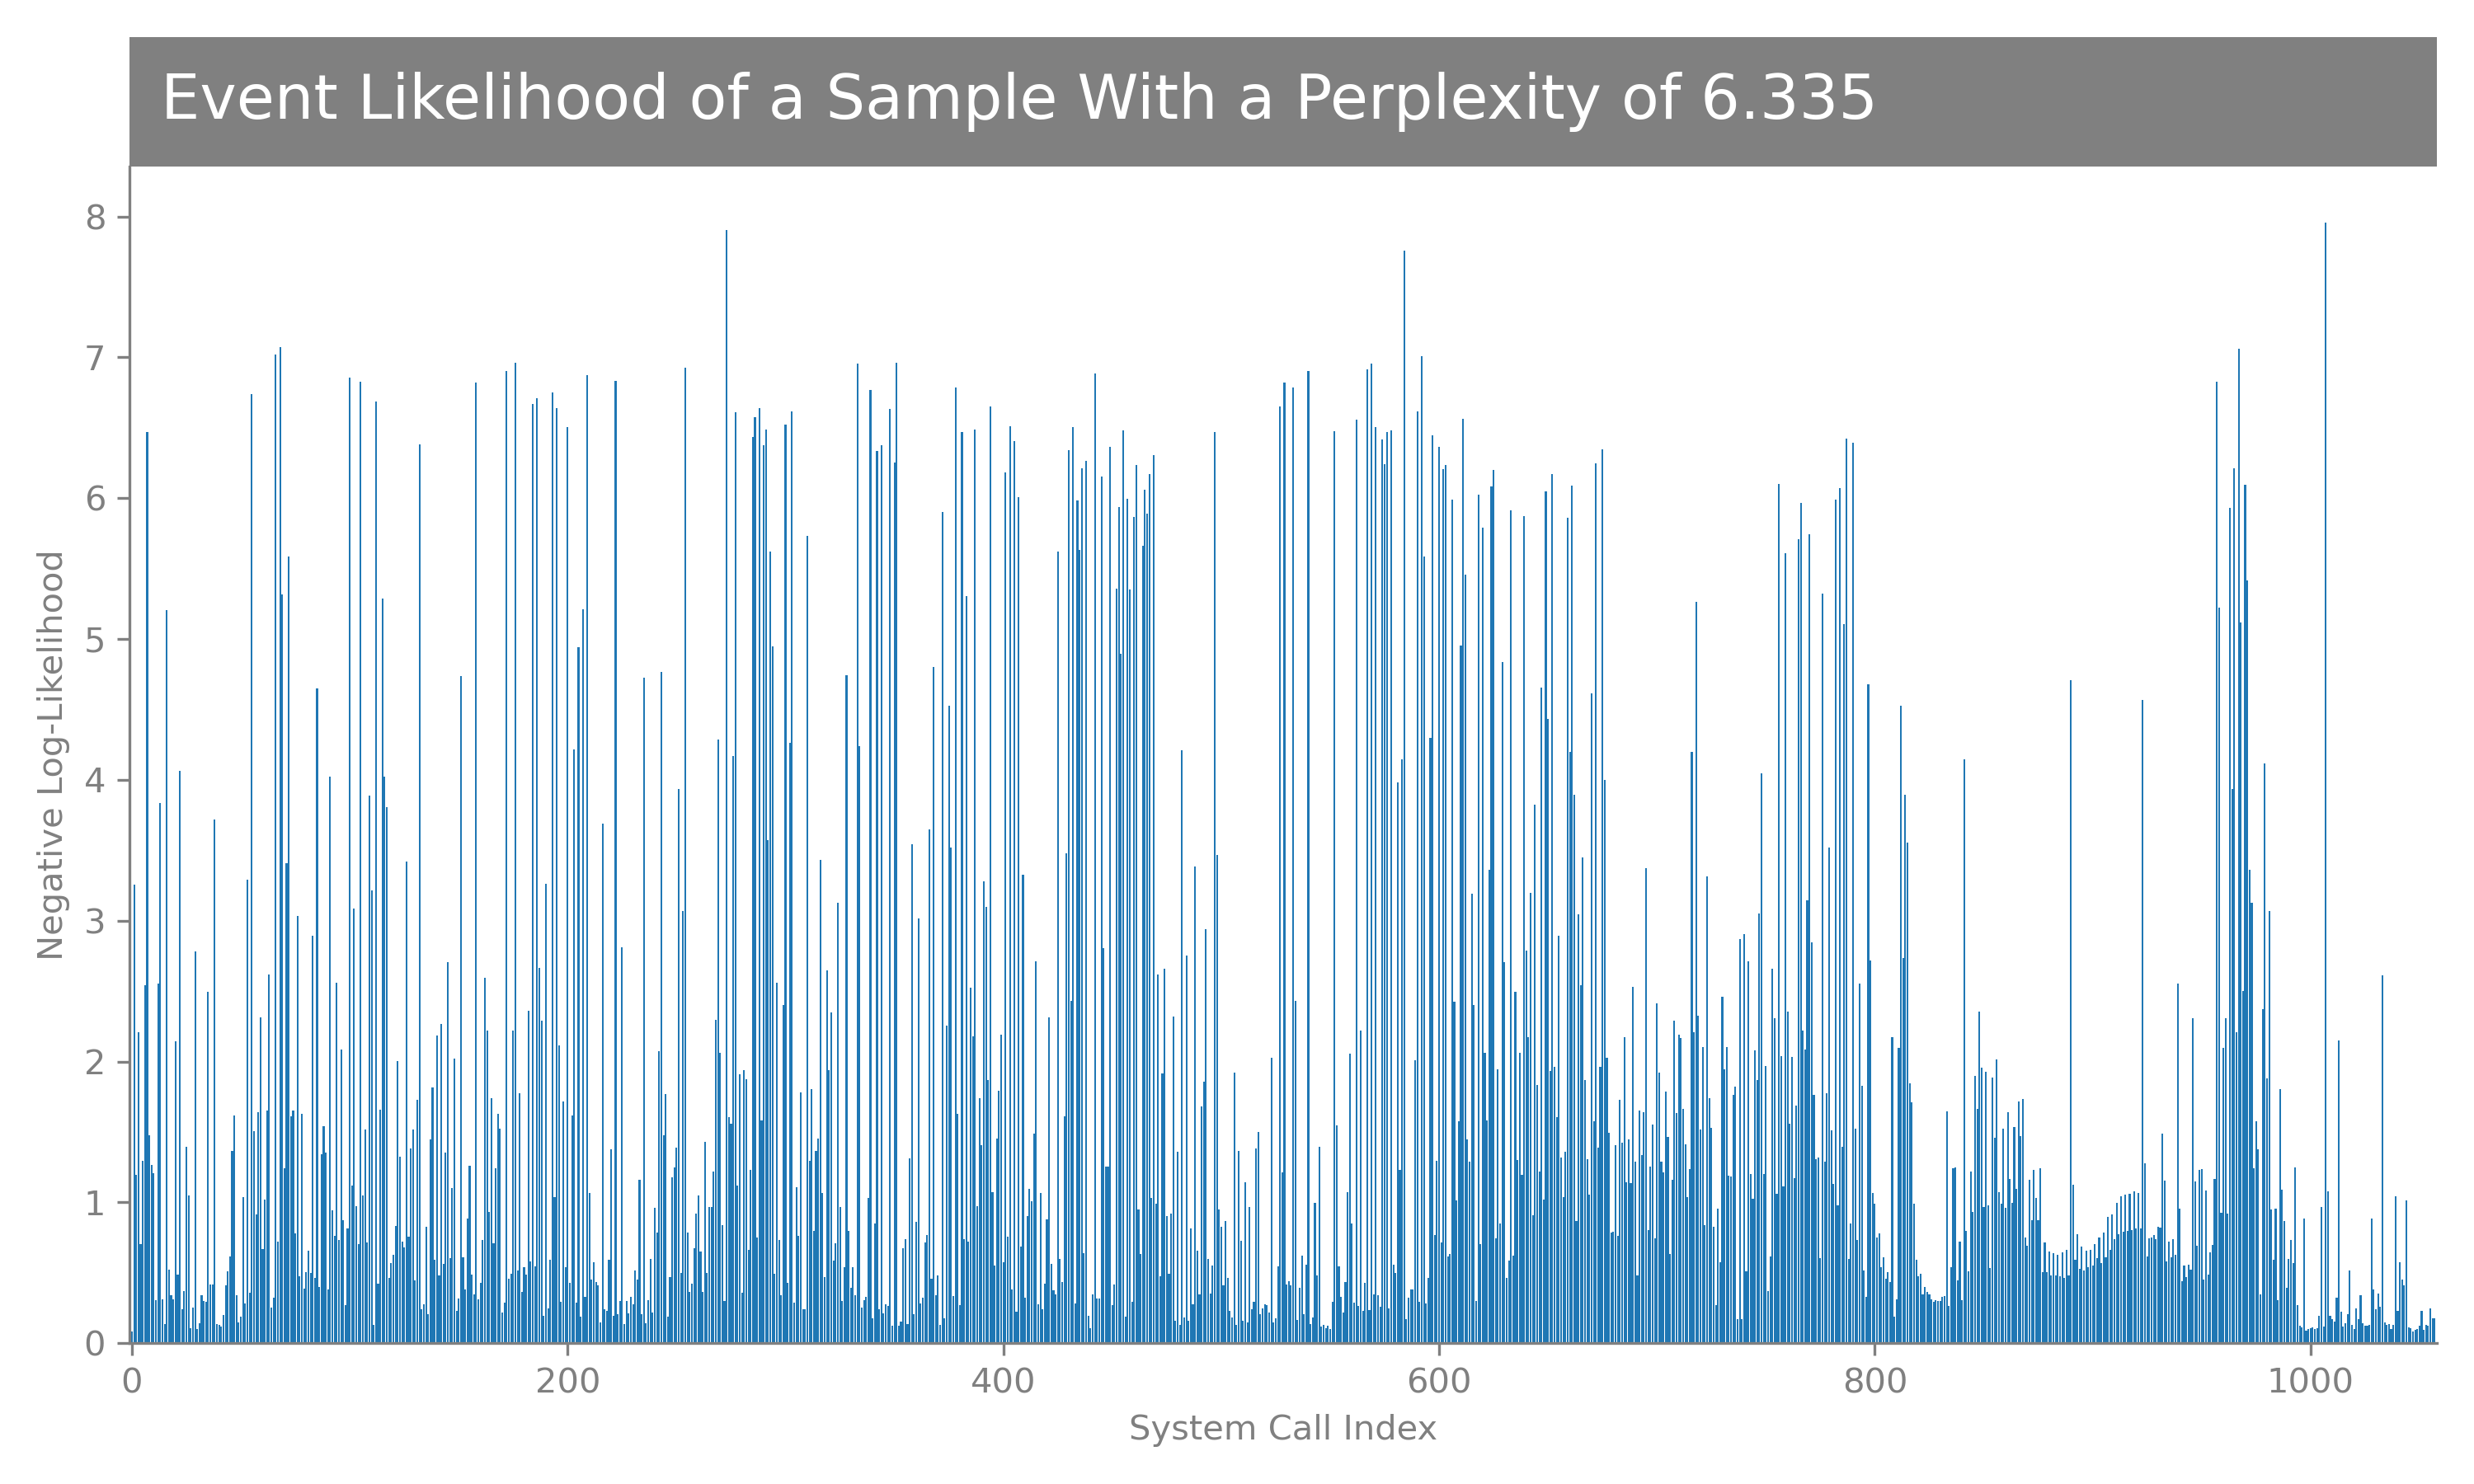 Event Likelihood of a Sample With a Perplexity of 6.335
8
7
6
5
4
3
2
1
0
Negative Log-Likelihood
0 200 400 600 800 1000
System Call Index